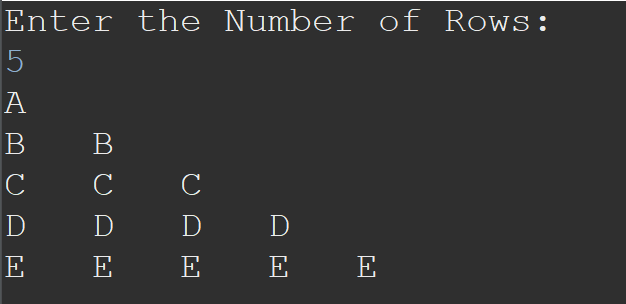 Enter the Number of Rows:
5
A
B   B
C   C   C
D   D   D   D
E   E   E   E   E